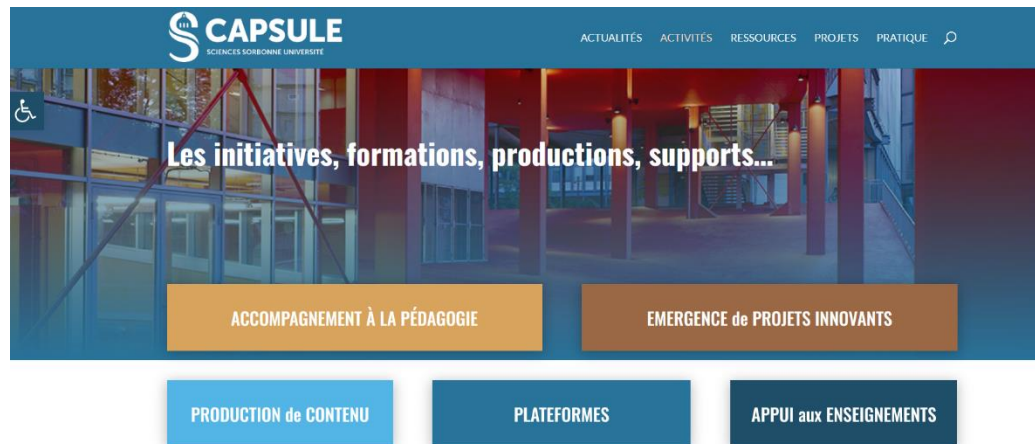 CAPSULE
SCIENCES SORBONNE UNIVERSITÉ
ACTUALITÉS ACTIVITÉS RESSOURCES PROJETS PRATIQUE
Les initiatives, formations, productions, supports...
ACCOMPAGNEMENT À LA PÉDAGOGIE
EMERGENCE de PROJETS INNOVANTS
PRODUCTION de CONTENU
PLATEFORMES
APPUI aux ENSEIGNEMENTS